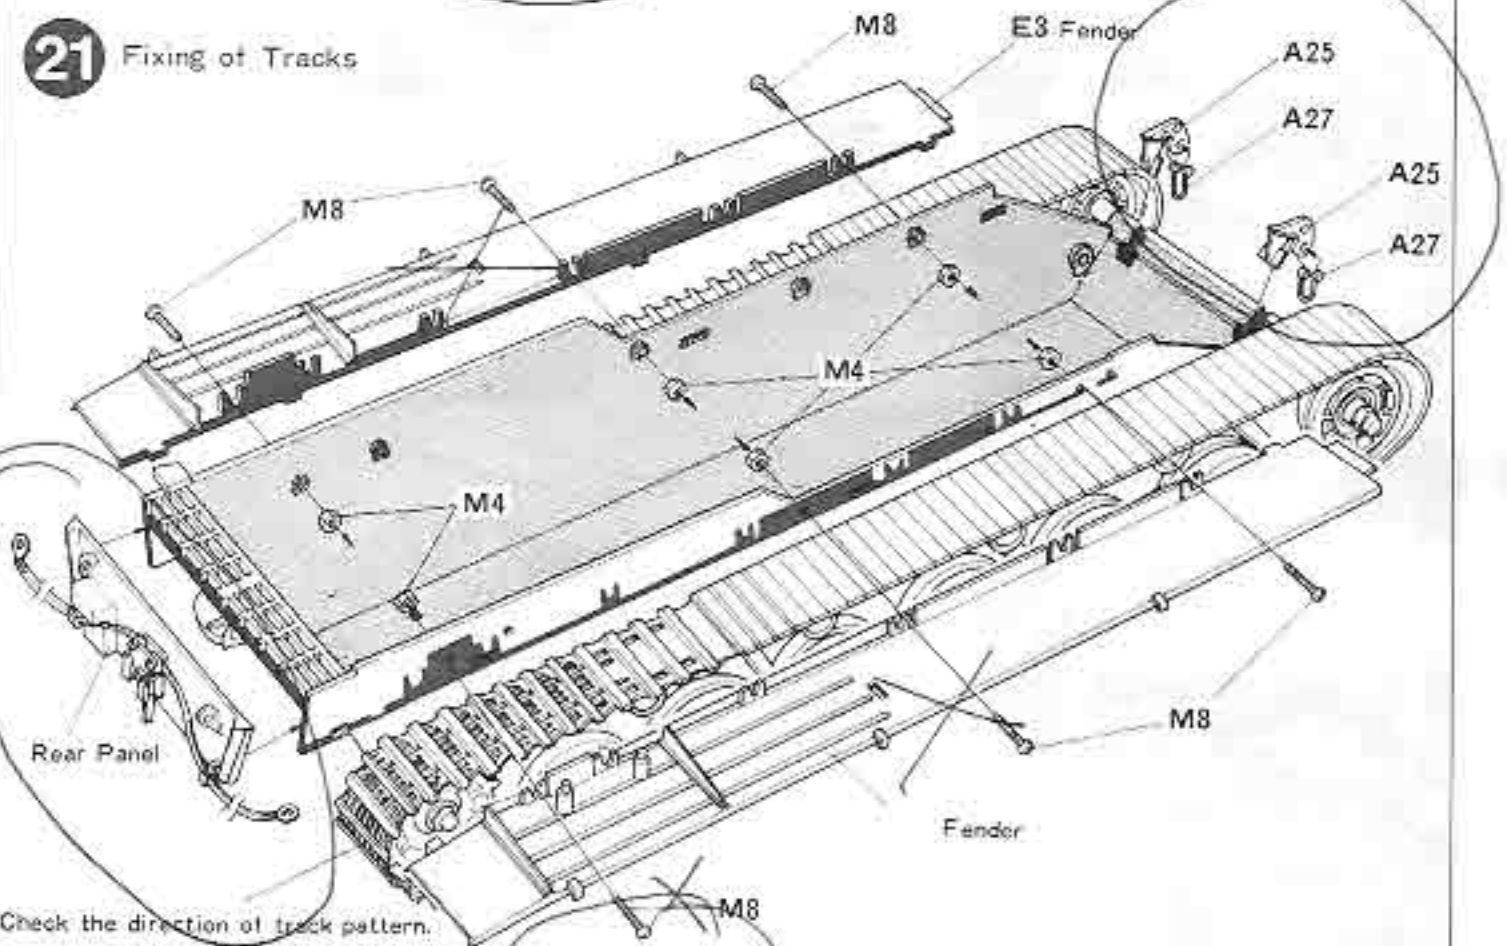 21 Fixing of Tracks
M8
E3 Fender
A25
A27
M8
A25
A27
M4
M4
Rear Panel
M8
Fender
M8
Check the direction of track pattern.